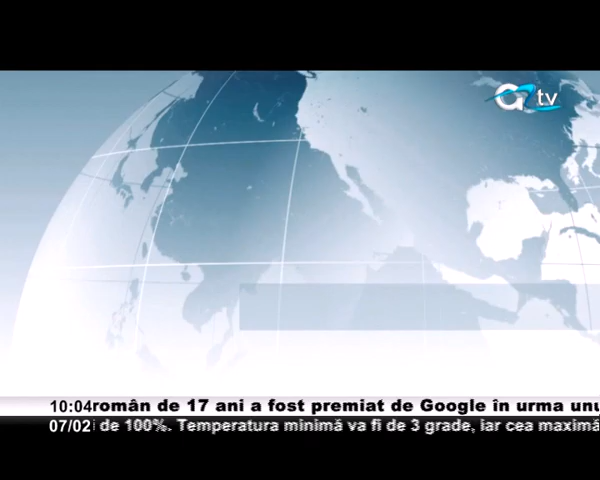 a7tv
10:04 român de 17 ani a fost premiat de Google în urma unu
07/02 de 100%. Temperatura minimă va fi de 3 grade, iar cea maximă